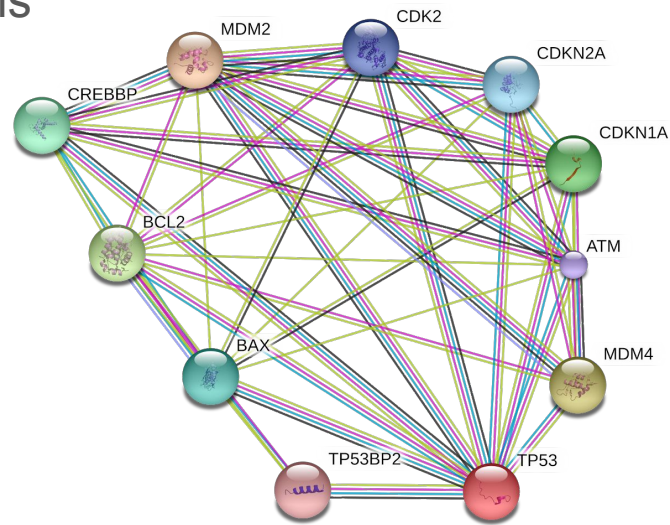 MDM2
CDK2
CDKN2A
CREBBP
CDKN1A
BCL2
ATM
BAX
MDM4
TP53BP2
TP53